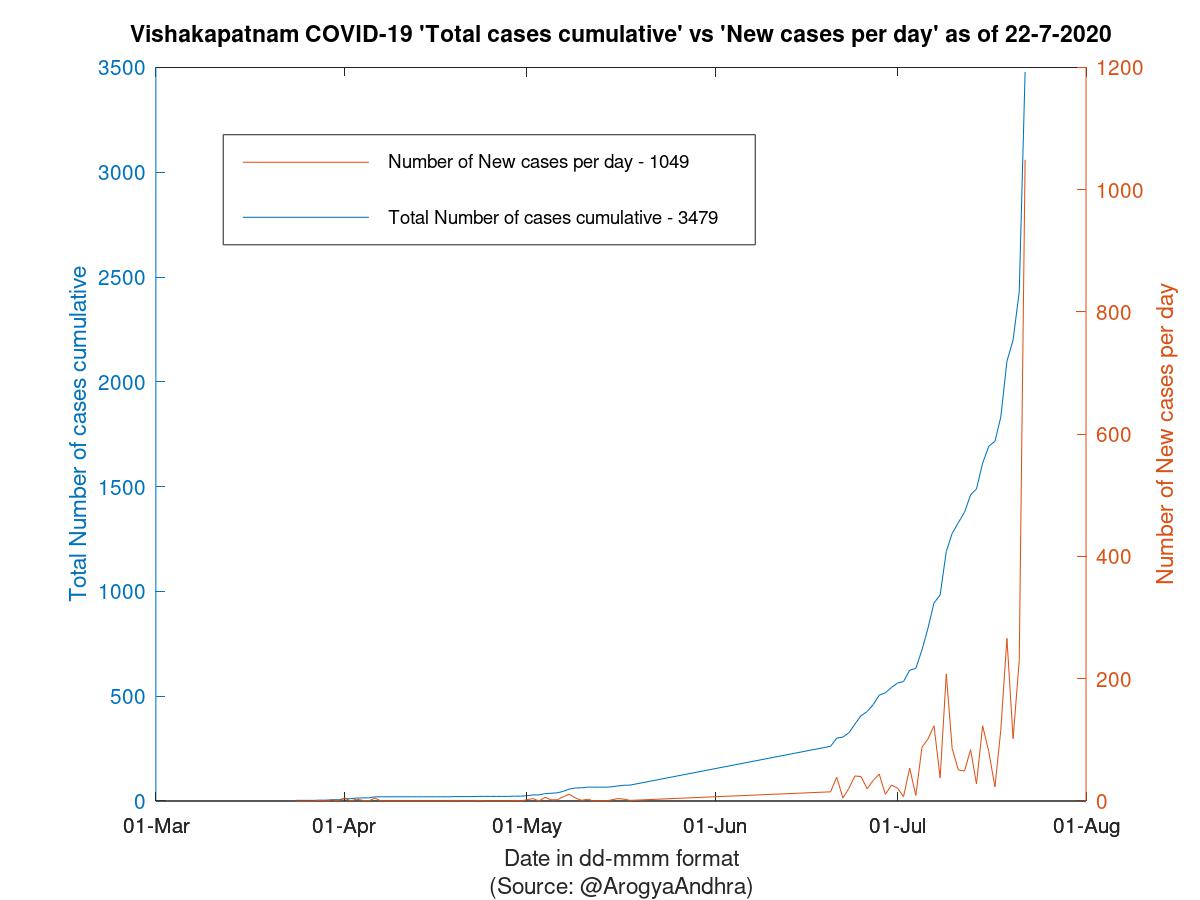 Vishakapatnam COVID-19 'Total cases cumulative' vs 'New cases per day' as of 22-7-2020
3500
3000
2500
2000
1500
1000
500
0
Total Number of cases cumulative
Number of New cases per day - 1049
Total Number of cases cumulative - 3479
1200
1000
800
600
400
200
0
Number of New cases per day
01-Mar 01-Apr 01-May 01-Jun 01-Jul 01-Aug
Date in dd-mmm format
(Source: @ArogyaAndhra)